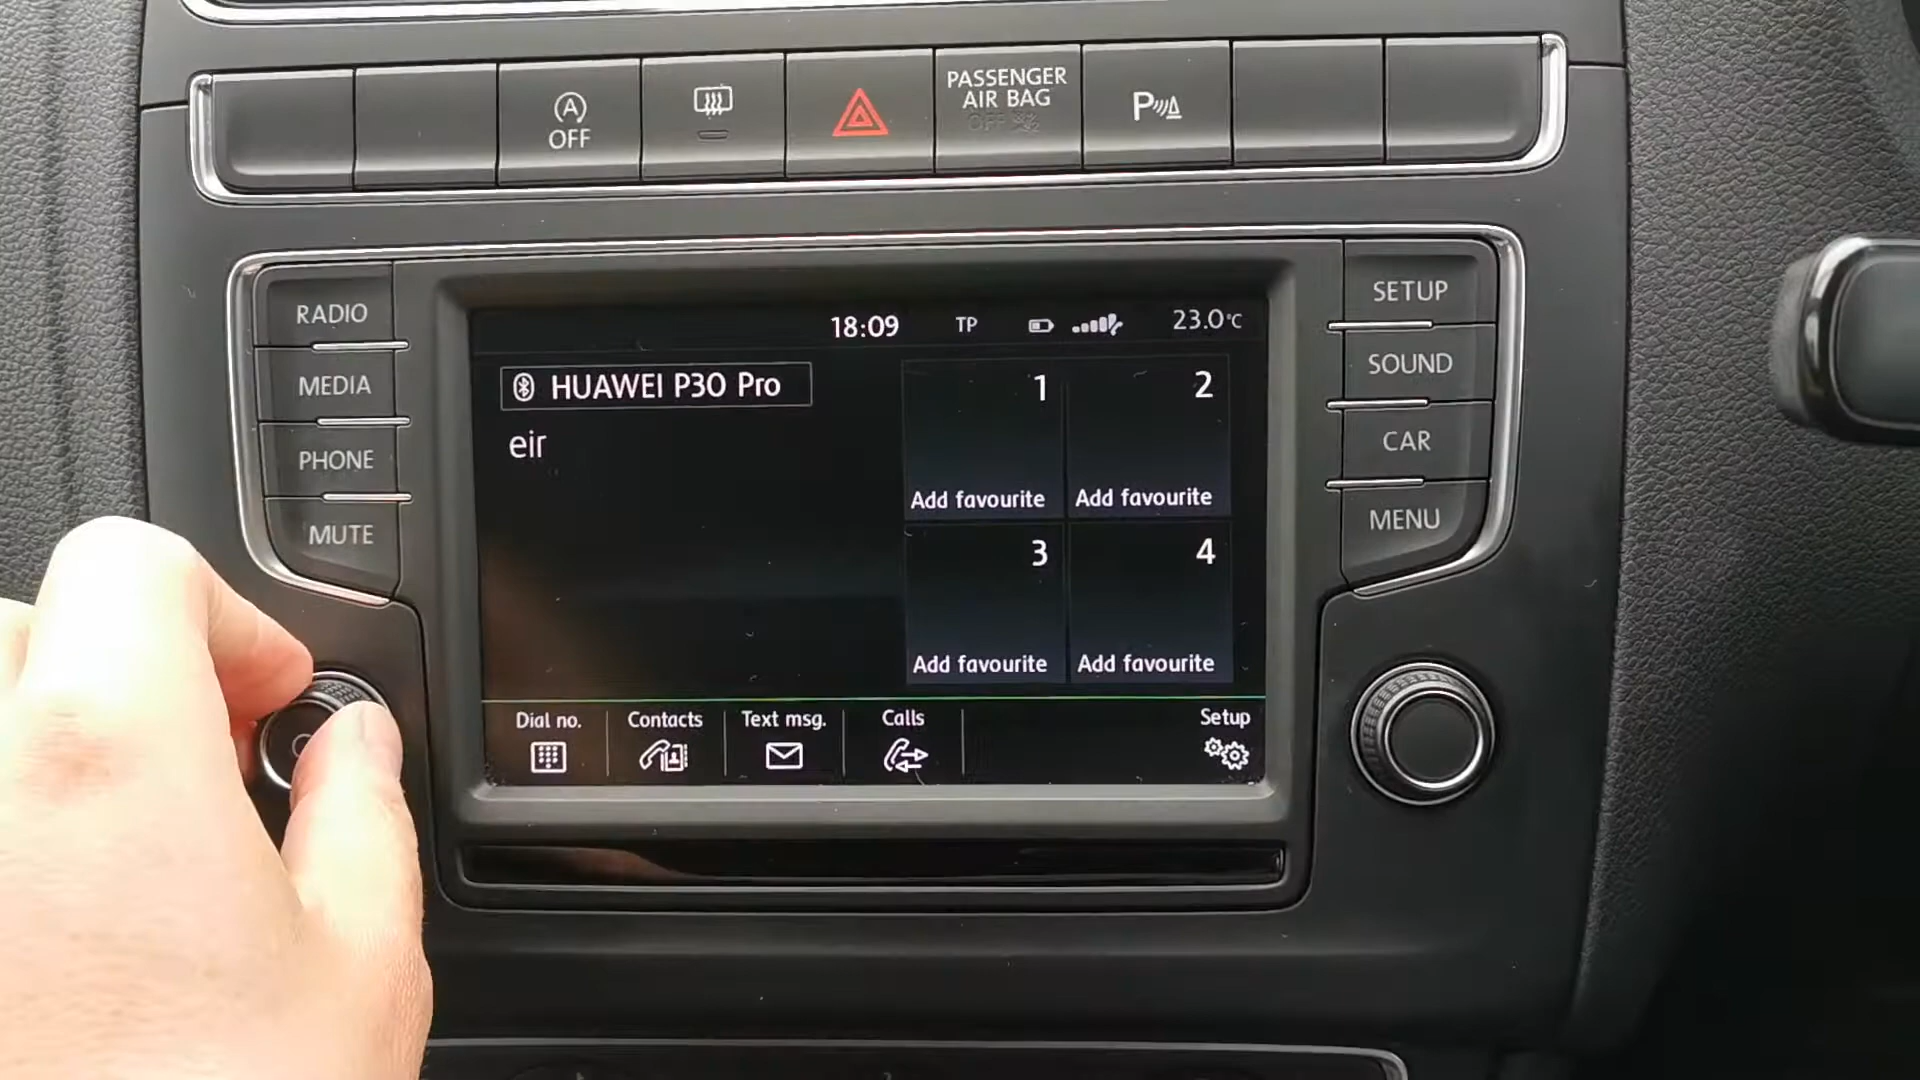 OFF
PASSENGER
AIR BAG
OFF
P
RADIO
MEDIA
PHONE
MUTE
18:09 TP 23.0°C
HUAWEI P30 Pro
eir
1 2
Add favourite Add favourite
3 4
Add favourite Add favourite
Dial no. Contacts Text msg. Calls Setup
SETUP
SOUND
CAR
MENU